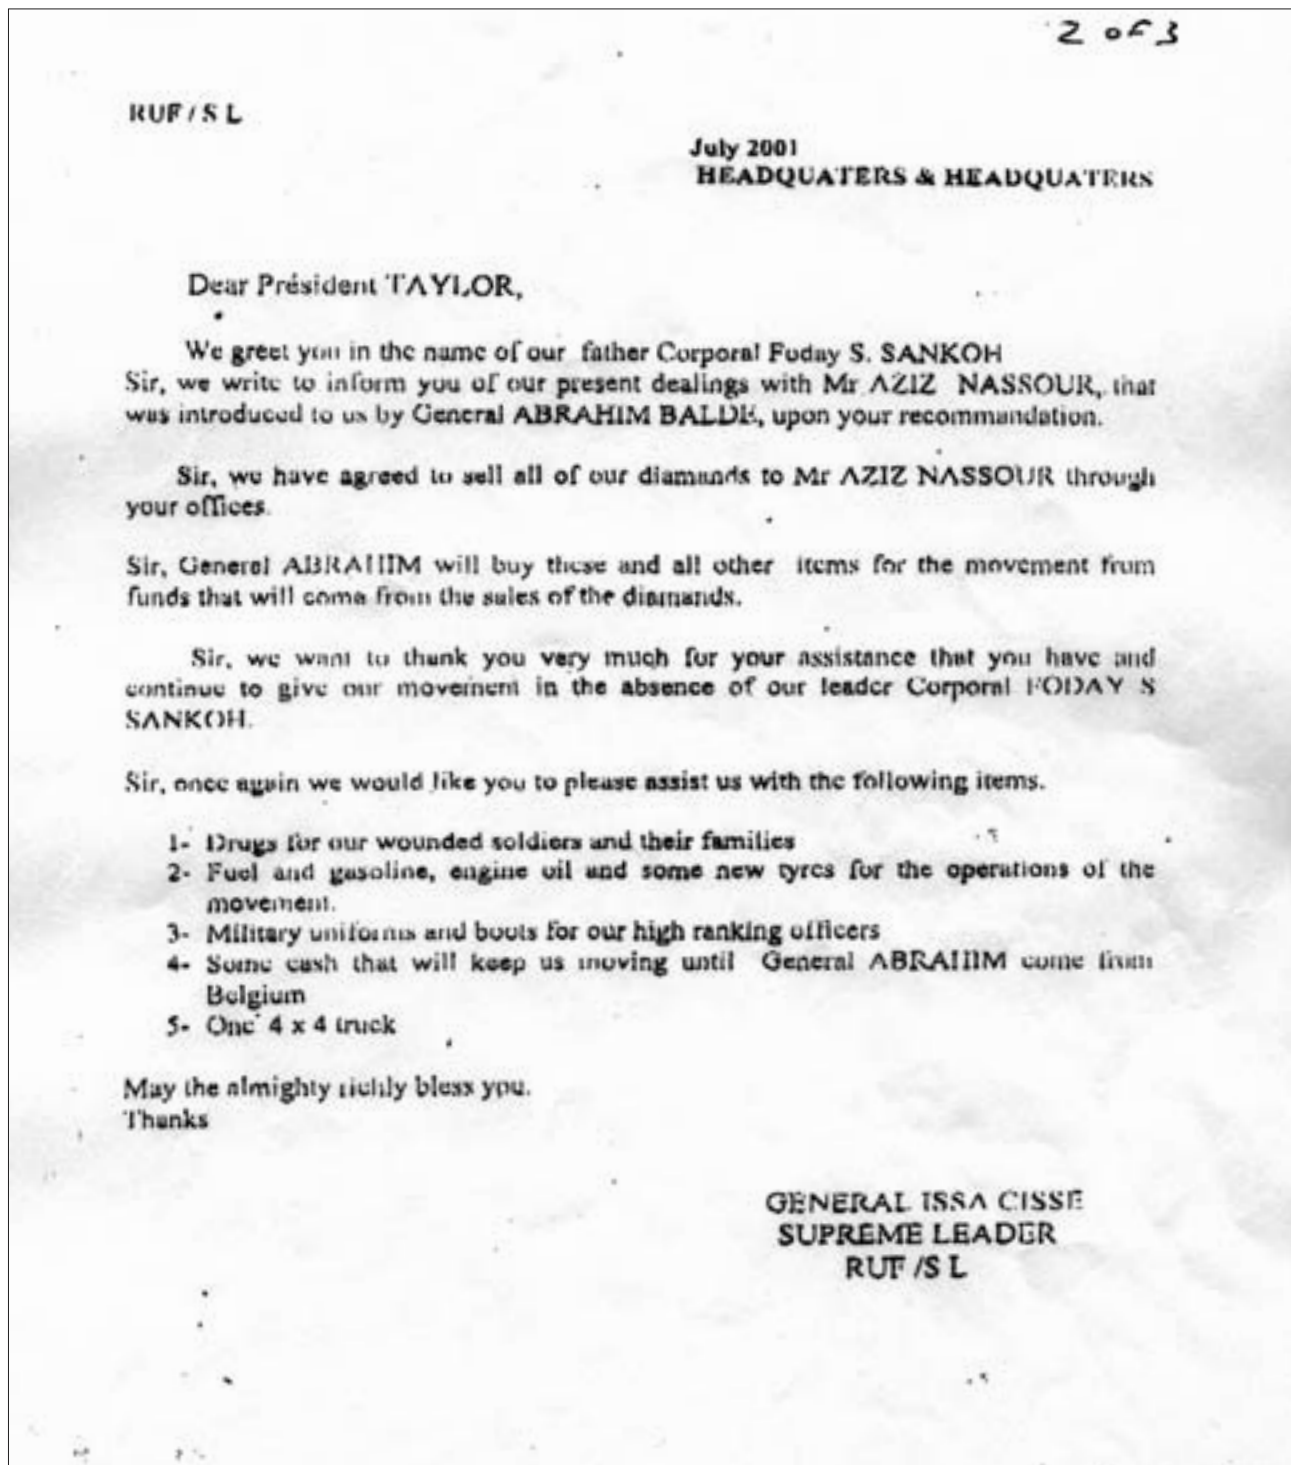 2 OF 3
RUF / S L
July 2001
HEADQUATERS & HEADQUATERS
Dear Président TAYLOR,
We greet you in the name of our father Corporal Foday S. SANKOH
Sir, we write to inform you of our present dealings with Mr AZIZ NASSOUR, that
was introduced to us by General ABRAHIM BALDE, upon your recommandation.
Sir, we have agreed to sell all of our diamands to Mr AZIZ NASSOUR through
your offices.
Sir, General ABRAHIM will buy these and all other items for the movement from
funds that will come from the sales of the diamands.
Sir, we want to thank you very much for your assistance that you have and
continue to give our movement in the absence of our leader Corporal FODAY S
SANKOH.
Sir, once again we would like you to please assist us with the following items.
1- Drugs for our wounded soldiers and their families
2- Fuel and gasoline, engine oil and some new tyres for the operations of the
movement.
3- Military uniforms and boots for our high ranking officers
4- Some cash that will keep us moving until General ABRAHIM come from
Belgium
5- One 4 x 4 truck
May the almighty richly bless you.
Thanks
GENERAL ISSA CISSE
SUPREME LEADER
RUF /S L